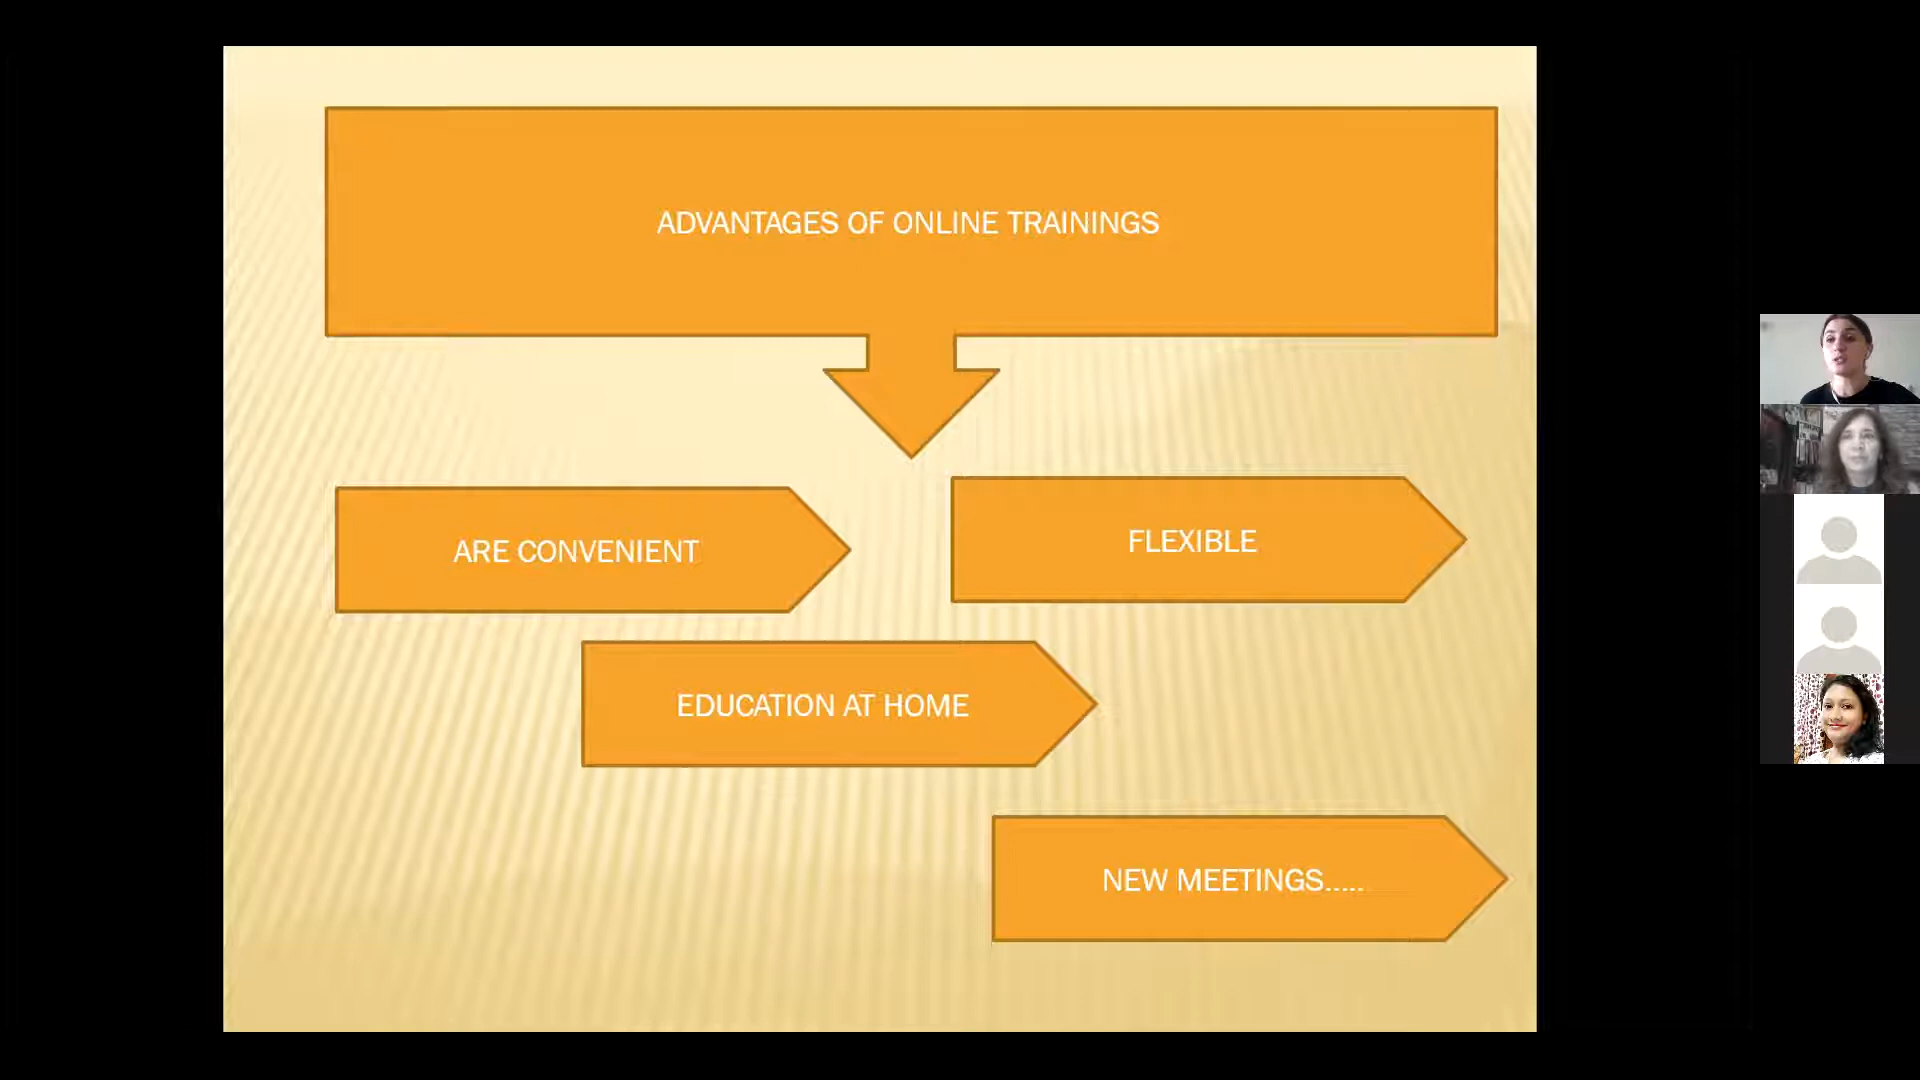 ADVANTAGES OF ONLINE TRAININGS
ARE CONVENIENT
FLEXIBLE
EDUCATION AT HOME
NEW MEETINGS.....